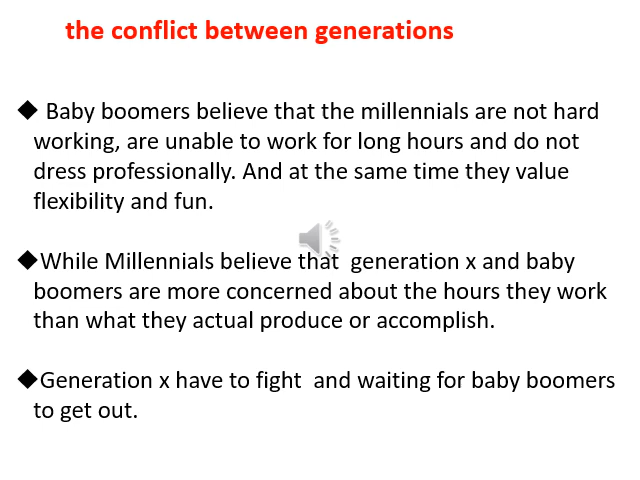 the conflict between generations
◆ Baby boomers believe that the millennials are not hard
working, are unable to work for long hours and do not
dress professionally. And at the same time they value
flexibility and fun.
◆While Millennials believe that  generation x and baby
boomers are more concerned about the hours they work
than what they actual produce or accomplish.
◆Generation x have to fight  and waiting for baby boomers
to get out.